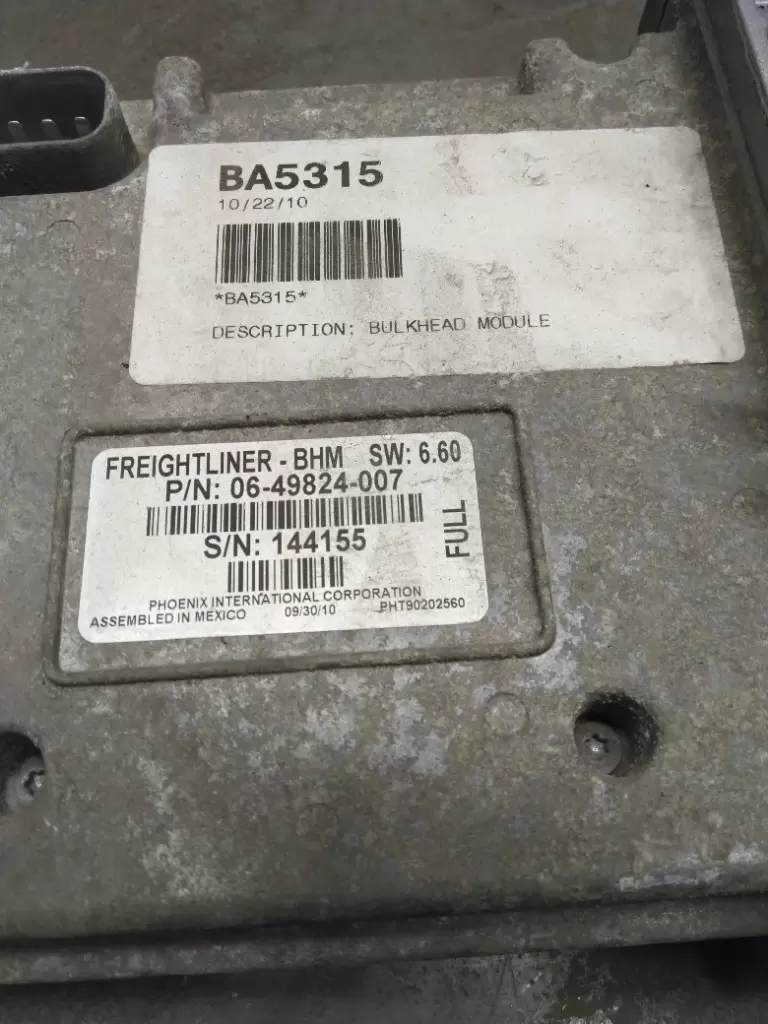 BA5315
10/22/10
*BA5315*
DESCRIPTION: BULKHEAD MODULE
FREIGHTLINER - BHM SW: 6.60
P/N: 06-49824-007
S/N: 144155
FULL
PHOENIX INTERNATIONAL CORPORATION
ASSEMBLED IN MEXICO 09/30/10 PHT90202560